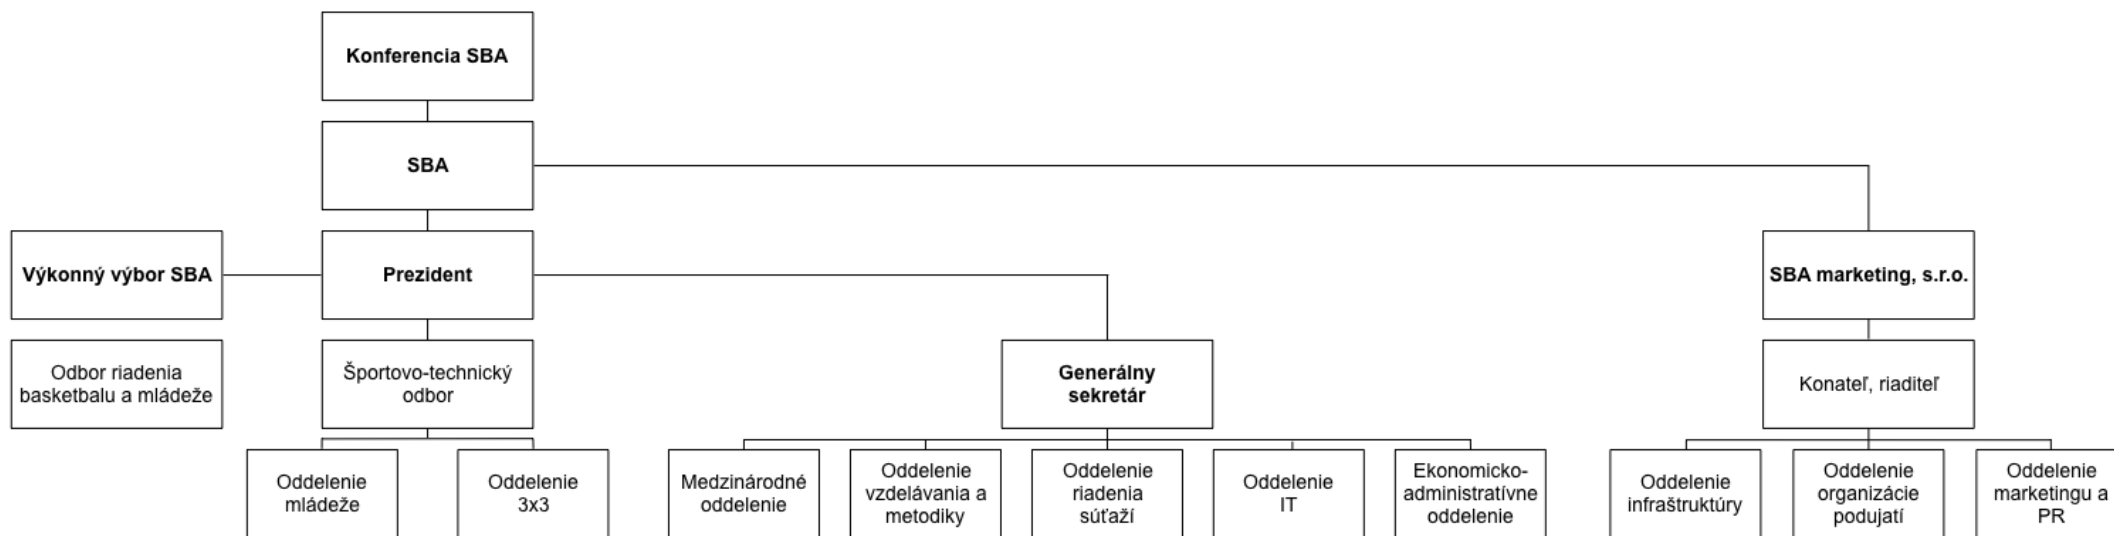 Konferencia SBA
SBA
Výkonný výbor SBA
Prezident
SBA marketing, s.r.o.
Odbor riadenia
basketbalu a mládeže
Športovo-technický
odbor
Generálny
sekretár
Konateľ, riaditeľ
Oddelenie
mládeže
Oddelenie
3x3
Medzinárodné
oddelenie
Oddelenie
vzdelávania a
metodiky
Oddelenie
riadenia
súťaží
Oddelenie
IT
Ekonomicko-
administratívne
oddelenie
Oddelenie
infraštruktúry
Oddelenie
organizácie
podujatí
Oddelenie
marketingu a
PR